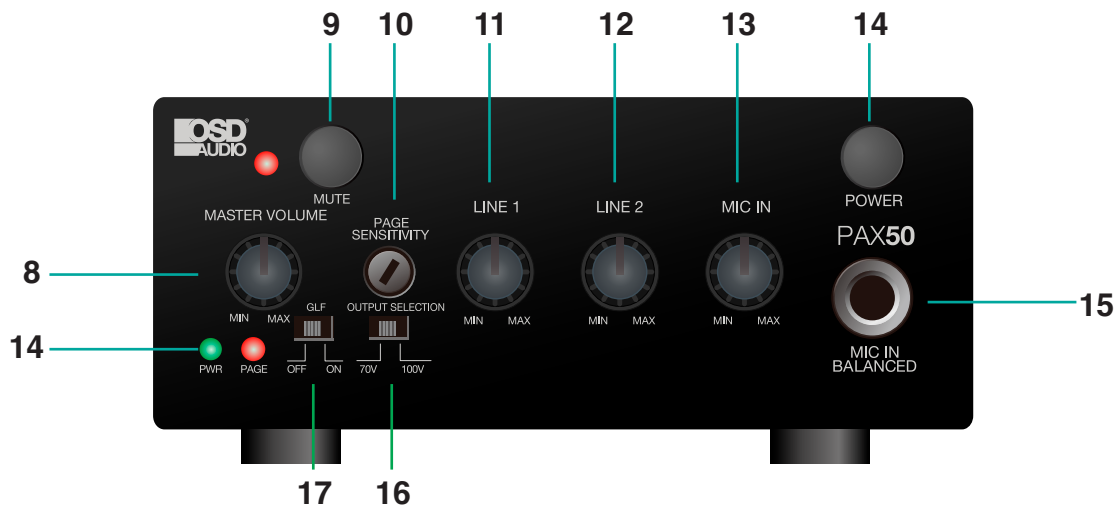 9 10 11 12 13 14
OSD®
AUDIO
MUTE
POWER
MASTER VOLUME
PAGE
SENSITIVITY
LINE 1
LINE 2
MIC IN
PAX50
8
MIN MAX
GLF
OUTPUT SELECTION
MIN MAX
MIN MAX
MIN MAX
15
14
PWR
PAGE
OFF ON
70V 100V
MIC IN
BALANCED
17 16